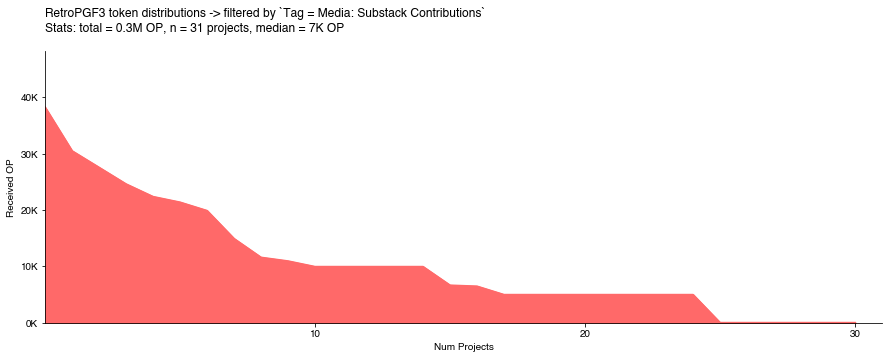 RetroPGF3 token distributions -> filtered by `Tag = Media: Substack Contributions`
Stats: total = 0.3M OP, n = 31 projects, median = 7K OP
40K
30K
20K
10K
0K
Received OP
10
20
30
Num Projects